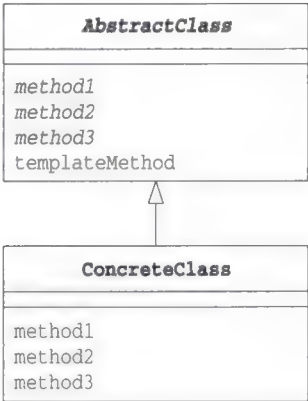 AbstractClass
method1
method2
method3
templateMethod
ConcreteClass
method1
method2
method3